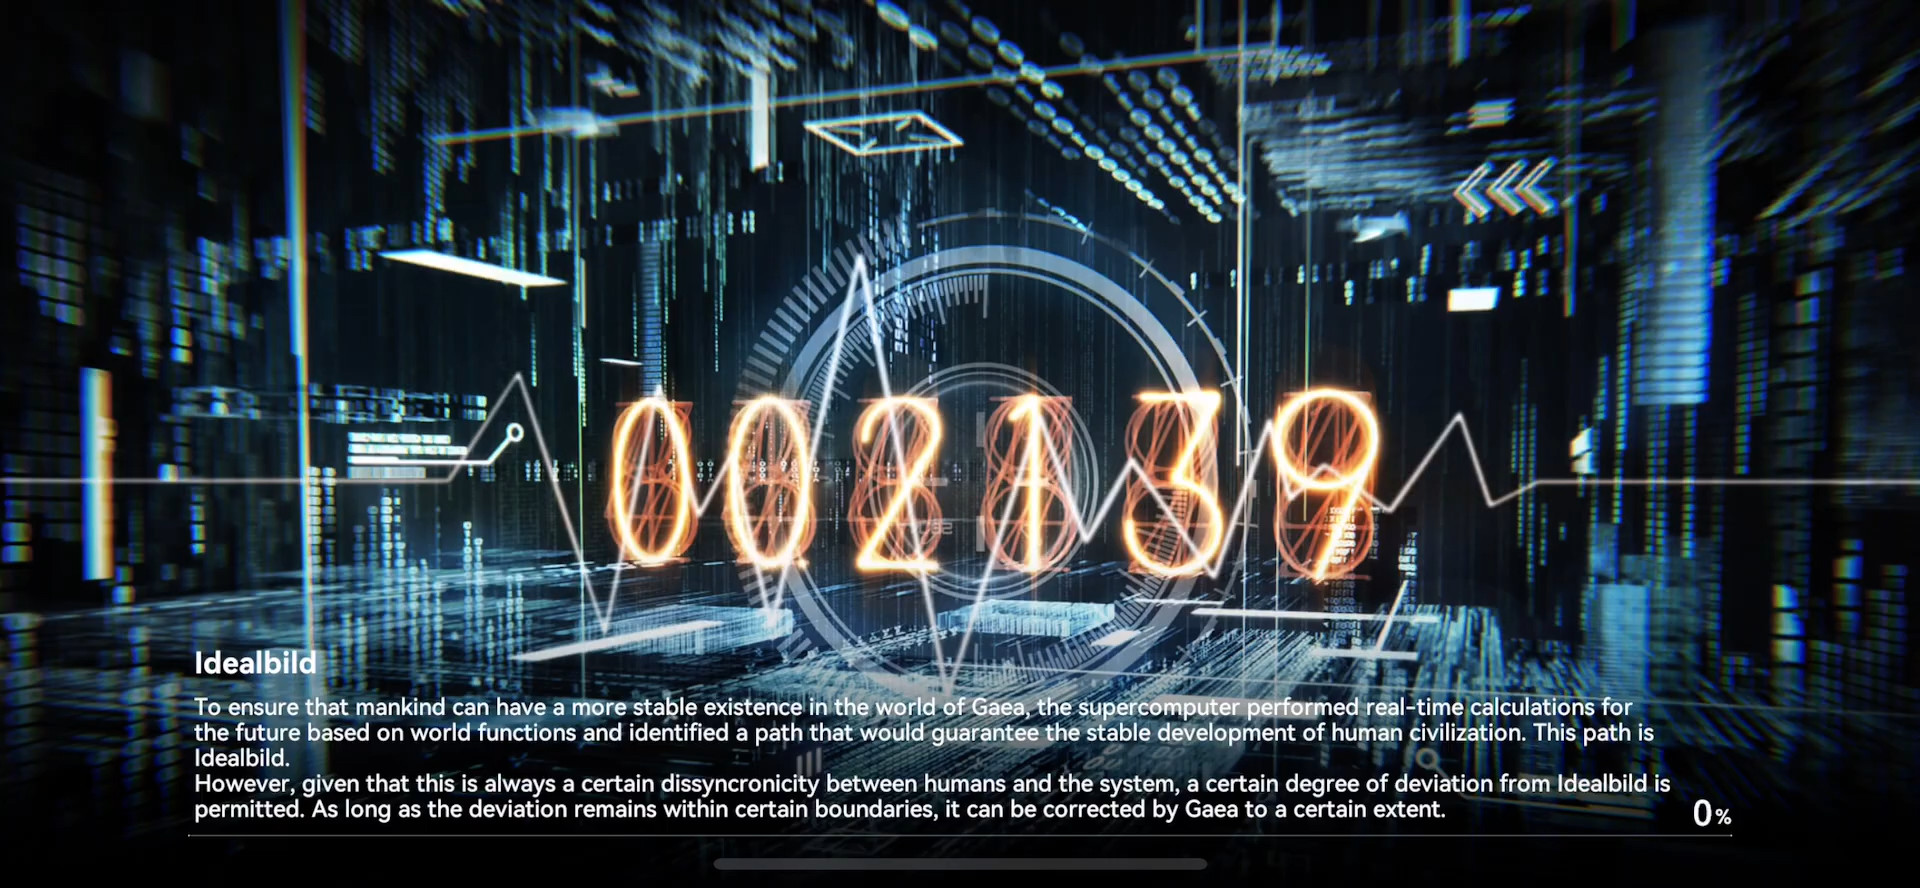 002139
Idealbild
To ensure that mankind can have a more stable existence in the world of Gaea, the supercomputer performed real-time calculations for
the future based on world functions and identified a path that would guarantee the stable development of human civilization. This path is
Idealbild.
However, given that this is always a certain dissyncronicity between humans and the system, a certain degree of deviation from Idealbild is
permitted. As long as the deviation remains within certain boundaries, it can be corrected by Gaea to a certain extent.
0%